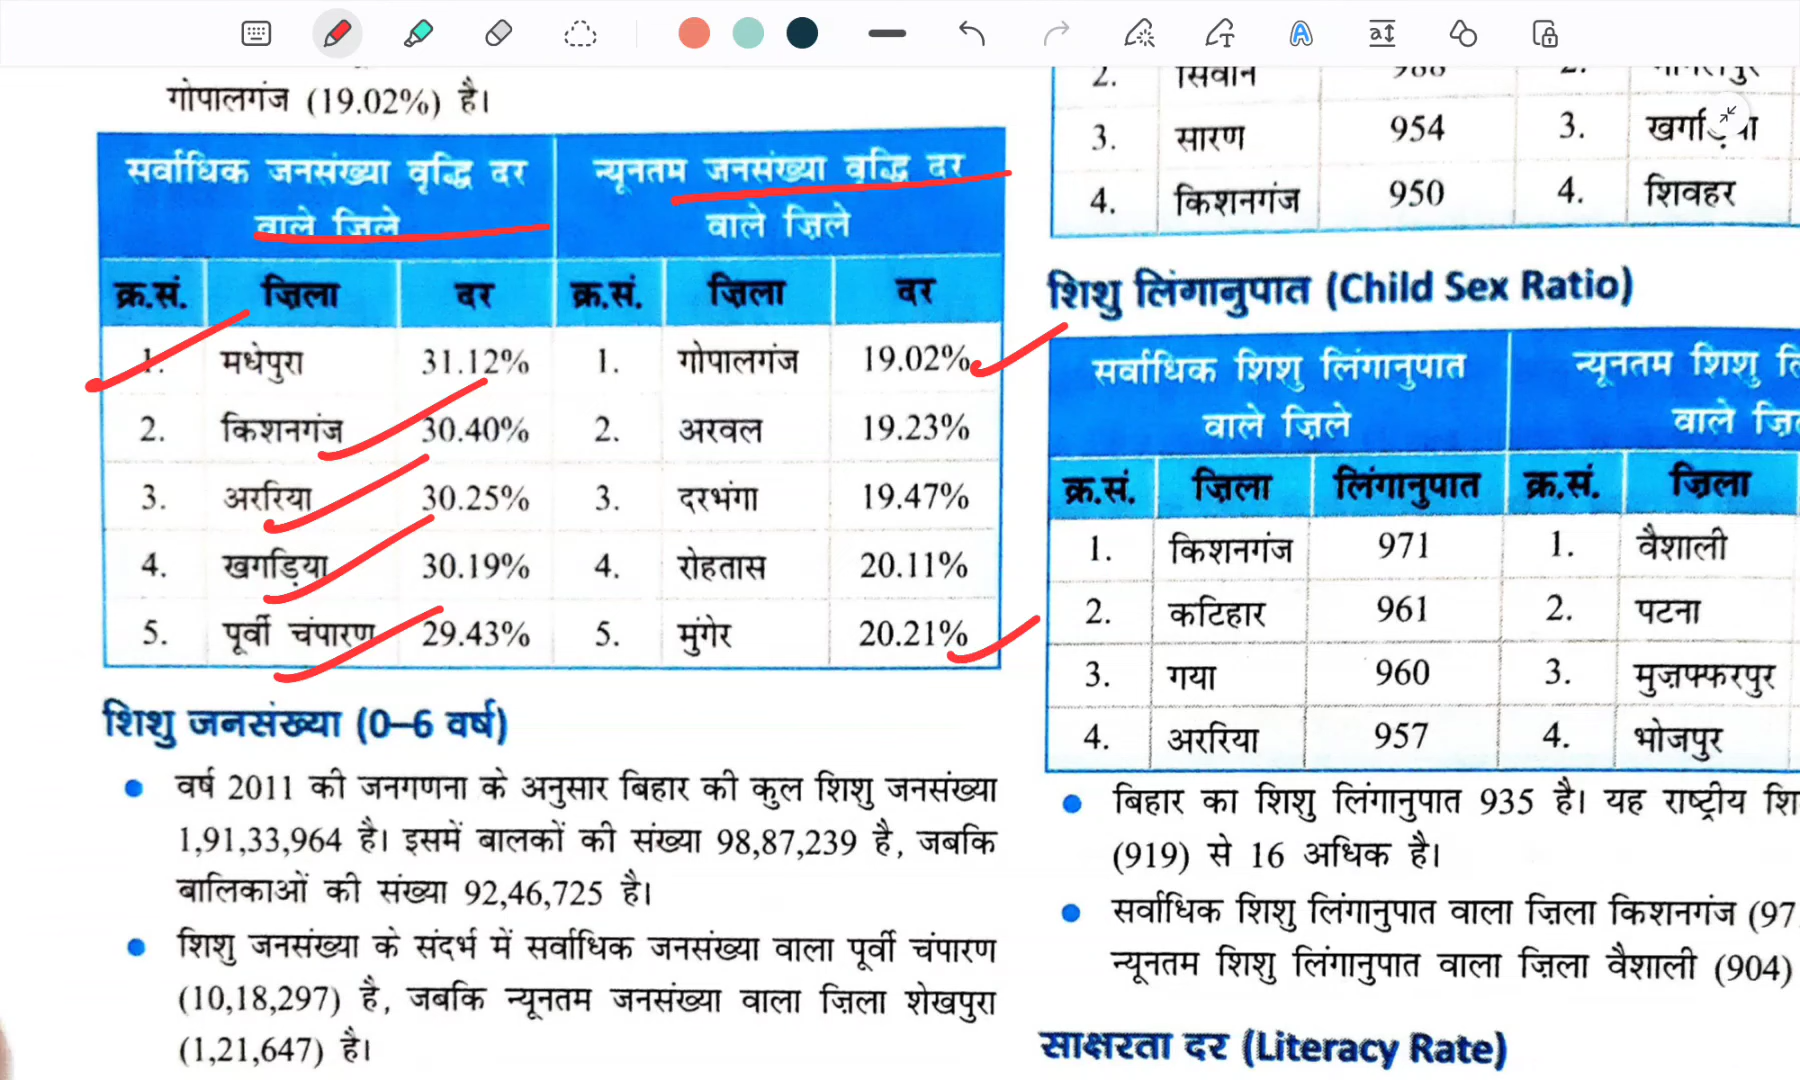 गोपालगंज (19.02%) है।
सर्वाधिक जनसंख्या वृद्धि दर वाले ज़िले
न्यूनतम जनसंख्या वृद्धि दर वाले ज़िले
क्र.सं. ज़िला दर क्र.सं. ज़िला दर
1. मधेपुरा 31.12% 1. गोपालगंज 19.02%
2. किशनगंज 30.40% 2. अरवल 19.23%
3. अररिया 30.25% 3. दरभंगा 19.47%
4. खगड़िया 30.19% 4. रोहतास 20.11%
5. पूर्वी चंपारण 29.43% 5. मुंगेर 20.21%
शिशु जनसंख्या (0–6 वर्ष)
वर्ष 2011 की जनगणना के अनुसार बिहार की कुल शिशु जनसंख्या
1,91,33,964 है। इसमें बालकों की संख्या 98,87,239 है, जबकि
बालिकाओं की संख्या 92,46,725 है।
शिशु जनसंख्या के संदर्भ में सर्वाधिक जनसंख्या वाला पूर्वी चंपारण
(10,18,297) है, जबकि न्यूनतम जनसंख्या वाला ज़िला शेखपुरा
(1,21,647) है।
2. सिवान 988 2.
3. सारण 954 3.
4. किशनगंज 950 4. शिवहर
शिशु लिंगानुपात (Child Sex Ratio)
सर्वाधिक शिशु लिंगानुपात वाले ज़िले
न्यूनतम शिशु
वाले
क्र.सं. ज़िला लिंगानुपात क्र.सं. ज़िला
1. किशनगंज 971 1. वैशाली
2. कटिहार 961 2. पटना
3. गया 960 3. मुज़फ्फरपुर
4. अररिया 957 4. भोजपुर
बिहार का शिशु लिंगानुपात 935 है। यह राष्ट्रीय
(919) से 16 अधिक है।
सर्वाधिक शिशु लिंगानुपात वाला ज़िला किशनगंज (97
न्यूनतम शिशु लिंगानुपात वाला ज़िला वैशाली (904)
साक्षरता दर (Literacy Rate)